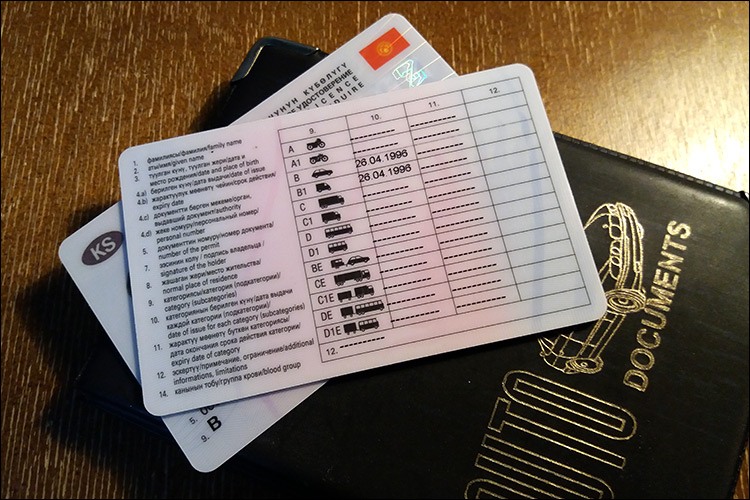 КҮБӨЛҮГҮ
УДОСТОВЕРЕНИЕ
9. 10. 11. 12.
A
A1
B 26 04 1996
B1 26 04 1996
C
C1
D
D1
BE
CE
C1E
DE
D1E
12.
1. фамилиясы/фамилия/family name
2. аты/имя/given name
3. туулган күнү, туулган жери/дата и
место рождения/date and place of birth
4.a) берилген күнү/дата выдачи/date of issue
4.b) жарактуулук мөөнөтү чейин/срок действия/
expiry date
4.c) документти берген мекеме/орган,
выдавший документ/authority
4.d) жеке номуру/персональный номер/
personal number
5. документтин номуру/номер документа/
number of the permit
7. ээсинин колу / подпись владельца /
signature of the holder
8. жашаган жери/место жительства/
normal place of residence
9. категориясы/категории (подкатегории)/
category (subcategories)
10. категориянын берилген күнү/дата выдачи
каждой категории (подкатегории)/
date of issue for each category (subcategories)
11. жарактуу мөөнөтү бүткөн категориясы/
дата окончания срока действия категории/
expiry date of category
12. эскертүү/примечание, ограничение/additional
informations, limitations
14. канынын тобу/группа крови/blood group
KS
5.
9. B
AUTO
DOCUMENTS